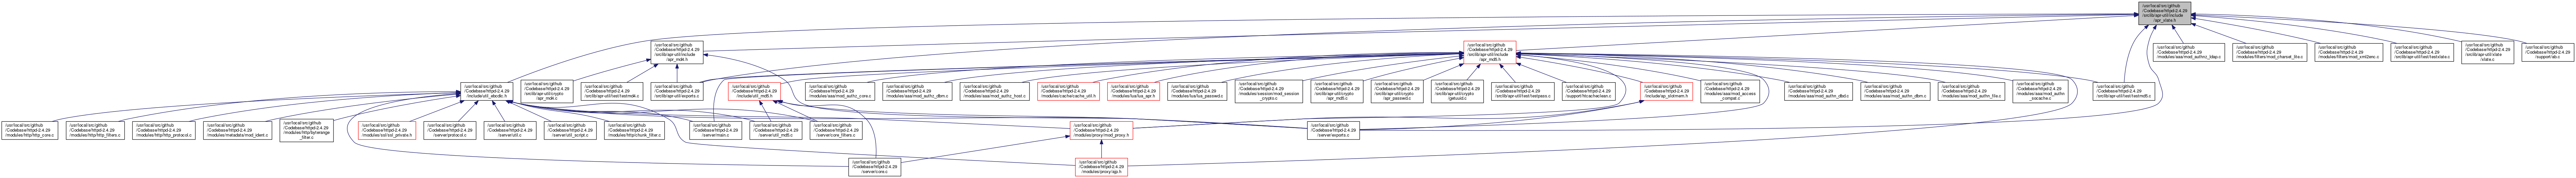 /usr/local/src/github
/Codebase/httpd-2.4.29
/srclib/apr-util/include
/apr_xlate.h
/usr/local/src/github
/Codebase/httpd-2.4.29
/srclib/apr-util/include
/apr_md4.h
/usr/local/src/github
/Codebase/httpd-2.4.29
/srclib/apr-util/include
/apr_md5.h
/usr/local/src/github
/Codebase/httpd-2.4.29
/modules/aaa/mod_authnz_ldap.c
/usr/local/src/github
/Codebase/httpd-2.4.29
/modules/filters/mod_charset_lite.c
/usr/local/src/github
/Codebase/httpd-2.4.29
/modules/filters/mod_xml2enc.c
/usr/local/src/github
/Codebase/httpd-2.4.29
/srclib/apr-util/test/testxlate.c
/usr/local/src/github
/Codebase/httpd-2.4.29
/srclib/apr-util/xlate
/xlate.c
/usr/local/src/github
/Codebase/httpd-2.4.29
/support/ab.c
/usr/local/src/github
/Codebase/httpd-2.4.29
/include/util_ebcdic.h
/usr/local/src/github
/Codebase/httpd-2.4.29
/srclib/apr-util/crypto
/apr_md4.c
/usr/local/src/github
/Codebase/httpd-2.4.29
/srclib/apr-util/test/testmd4.c
/usr/local/src/github
/Codebase/httpd-2.4.29
/srclib/apr-util/exports.c
/usr/local/src/github
/Codebase/httpd-2.4.29
/include/util_md5.h
/usr/local/src/github
/Codebase/httpd-2.4.29
/modules/aaa/mod_authz_core.c
/usr/local/src/github
/Codebase/httpd-2.4.29
/modules/aaa/mod_authz_dbm.c
/usr/local/src/github
/Codebase/httpd-2.4.29
/modules/aaa/mod_authz_host.c
/usr/local/src/github
/Codebase/httpd-2.4.29
/modules/cache/cache_util.h
/usr/local/src/github
/Codebase/httpd-2.4.29
/modules/lua/lua_apr.h
/usr/local/src/github
/Codebase/httpd-2.4.29
/modules/lua/lua_passwd.c
/usr/local/src/github
/Codebase/httpd-2.4.29
/modules/session/mod_session
_crypto.c
/usr/local/src/github
/Codebase/httpd-2.4.29
/srclib/apr-util/crypto
/apr_md5.c
/usr/local/src/github
/Codebase/httpd-2.4.29
/srclib/apr-util/crypto
/apr_passwd.c
/usr/local/src/github
/Codebase/httpd-2.4.29
/srclib/apr-util/crypto
/getuuid.c
/usr/local/src/github
/Codebase/httpd-2.4.29
/srclib/apr-util/test/testpass.c
/usr/local/src/github
/Codebase/httpd-2.4.29
/support/htcacheclean.c
/usr/local/src/github
/Codebase/httpd-2.4.29
/include/ap_slotmem.h
/usr/local/src/github
/Codebase/httpd-2.4.29
/modules/aaa/mod_access
_compat.c
/usr/local/src/github
/Codebase/httpd-2.4.29
/modules/aaa/mod_authn_dbd.c
/usr/local/src/github
/Codebase/httpd-2.4.29
/modules/aaa/mod_authn_dbm.c
/usr/local/src/github
/Codebase/httpd-2.4.29
/modules/aaa/mod_authn_file.c
/usr/local/src/github
/Codebase/httpd-2.4.29
/modules/aaa/mod_authn
_socache.c
/usr/local/src/github
/Codebase/httpd-2.4.29
/srclib/apr-util/test/testmd5.c
/usr/local/src/github
/Codebase/httpd-2.4.29
/modules/http/http_core.c
/usr/local/src/github
/Codebase/httpd-2.4.29
/modules/http/http_filters.c
/usr/local/src/github
/Codebase/httpd-2.4.29
/modules/http/http_protocol.c
/usr/local/src/github
/Codebase/httpd-2.4.29
/modules/metadata/mod_ident.c
/usr/local/src/github
/Codebase/httpd-2.4.29
/modules/http/byterange
_filter.c
/usr/local/src/github
/Codebase/httpd-2.4.29
/modules/ssl/ssl_private.h
/usr/local/src/github
/Codebase/httpd-2.4.29
/server/protocol.c
/usr/local/src/github
/Codebase/httpd-2.4.29
/server/util.c
/usr/local/src/github
/Codebase/httpd-2.4.29
/server/util_script.c
/usr/local/src/github
/Codebase/httpd-2.4.29
/modules/http/chunk_filter.c
/usr/local/src/github
/Codebase/httpd-2.4.29
/server/main.c
/usr/local/src/github
/Codebase/httpd-2.4.29
/server/util_md5.c
/usr/local/src/github
/Codebase/httpd-2.4.29
/server/core_filters.c
/usr/local/src/github
/Codebase/httpd-2.4.29
/modules/proxy/mod_proxy.h
/usr/local/src/github
/Codebase/httpd-2.4.29
/server/exports.c
/usr/local/src/github
/Codebase/httpd-2.4.29
/server/core.c
/usr/local/src/github
/Codebase/httpd-2.4.29
/modules/proxy/ajp.h